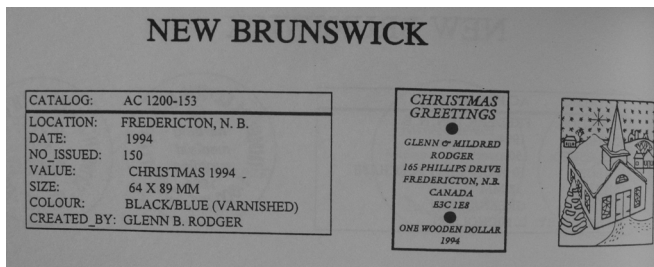 NEW BRUNSWICK
CATALOG: AC 1200-153
LOCATION: FREDERICTON, N. B.
DATE: 1994
NO_ISSUED: 150
VALUE: CHRISTMAS 1994
SIZE: 64 X 89 MM
COLOUR: BLACK/BLUE (VARNISHED)
CREATED_BY: GLENN B. RODGER
CHRISTMAS
GREETINGS
GLENN & MILDRED
RODGER
165 PHILLIPS DRIVE
FREDERICTON, N.B.
CANADA
E3C 1E8
ONE WOODEN DOLLAR
1994